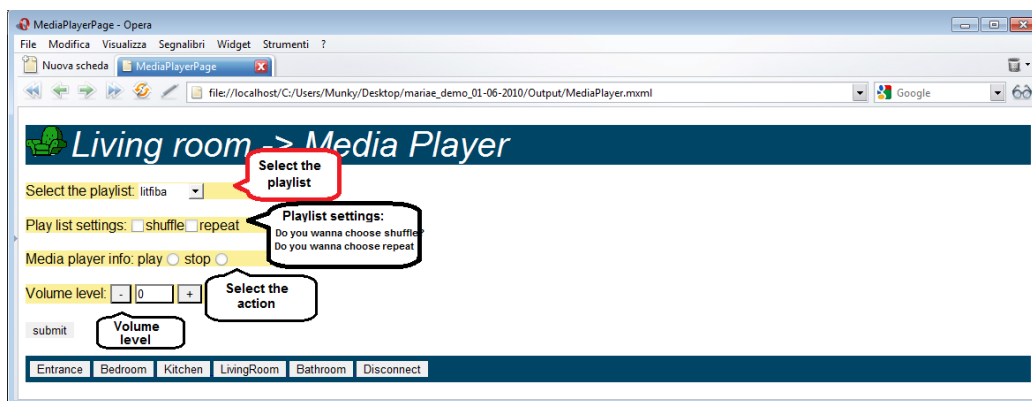 MediaPlayerPage - Opera
File Modifica Visualizza Segnalibri Widget Strumenti ?
Nuova scheda MediaPlayerPage
file://localhost/C:/Users/Munky/Desktop/mariae_demo_01-06-2010/Output/MediaPlayer.mxml Google
Living room -> Media Player
Select the
playlist
Select the playlist: litfiba
Playlist settings:
Do you wanna choose shuffle?
Do you wanna choose repeat
Play list settings: shuffle repeat
Media player info: play stop
Select the
action
Volume level: - 0 +
Volume
level
submit
Entrance Bedroom Kitchen LivingRoom Bathroom Disconnect